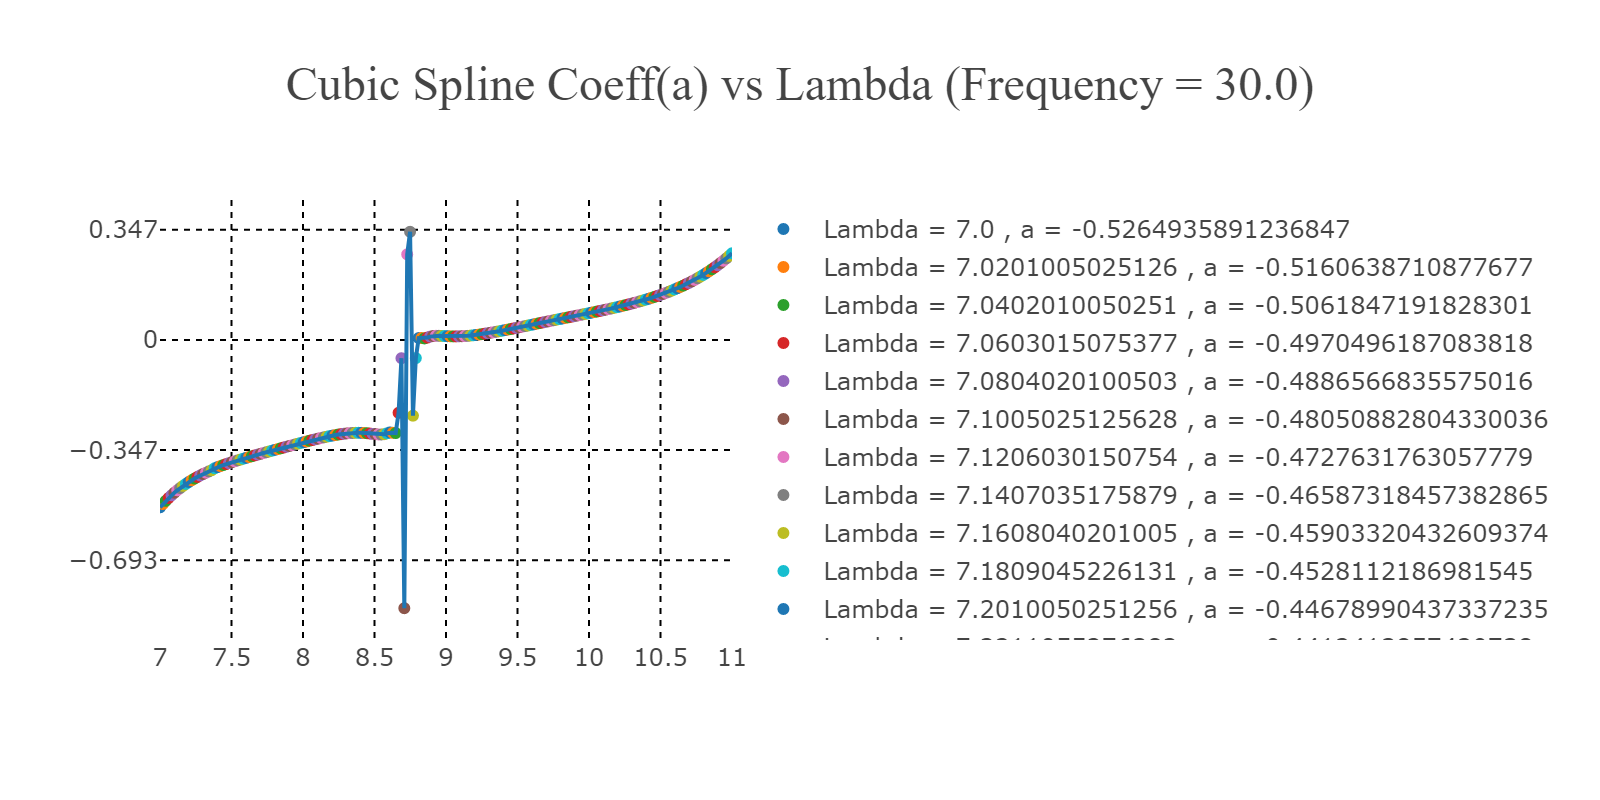 Cubic Spline Coeff(a) vs Lambda (Frequency = 30.0)
0.347
0
−0.347
−0.693
7 7.5 8 8.5 9 9.5 10 10.5 11
Lambda = 7.0 , a = -0.5264935891236847
Lambda = 7.0201005025126 , a = -0.5160638710877677
Lambda = 7.0402010050251 , a = -0.5061847191828301
Lambda = 7.0603015075377 , a = -0.4970496187083818
Lambda = 7.0804020100503 , a = -0.4886566835575016
Lambda = 7.1005025125628 , a = -0.48050882804330036
Lambda = 7.1206030150754 , a = -0.4727631763057779
Lambda = 7.1407035175879 , a = -0.46587318457382865
Lambda = 7.1608040201005 , a = -0.45903320432609374
Lambda = 7.1809045226131 , a = -0.4528112186981545
Lambda = 7.2010050251256 , a = -0.44678990437337235